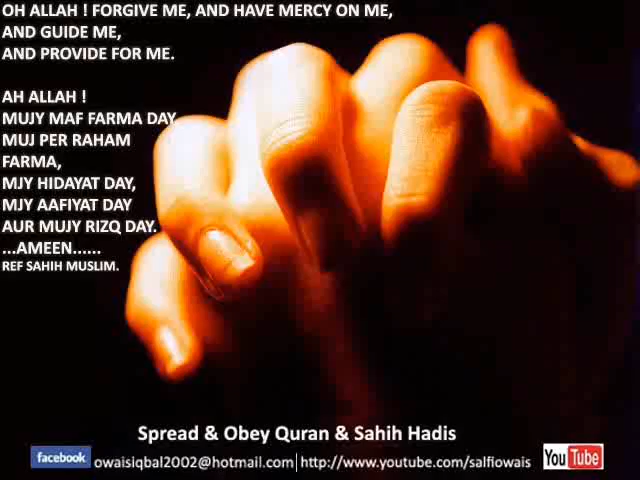 OH ALLAH ! FORGIVE ME, AND HAVE MERCY ON ME,
AND GUIDE ME,
AND PROVIDE FOR ME.
AH ALLAH !
MUJY MAF FARMA DAY
MUJ PER RAHAM
FARMA,
MJY HIDAYAT DAY,
MJY AAFIYAT DAY
AUR MUJY RIZQ DAY.
...AMEEN......
REF SAHIH MUSLIM.
Spread & Obey Quran & Sahih Hadis
facebook owaisiqbal2002@hotmail.com|http://www.youtube.com/salfiowais YouTube